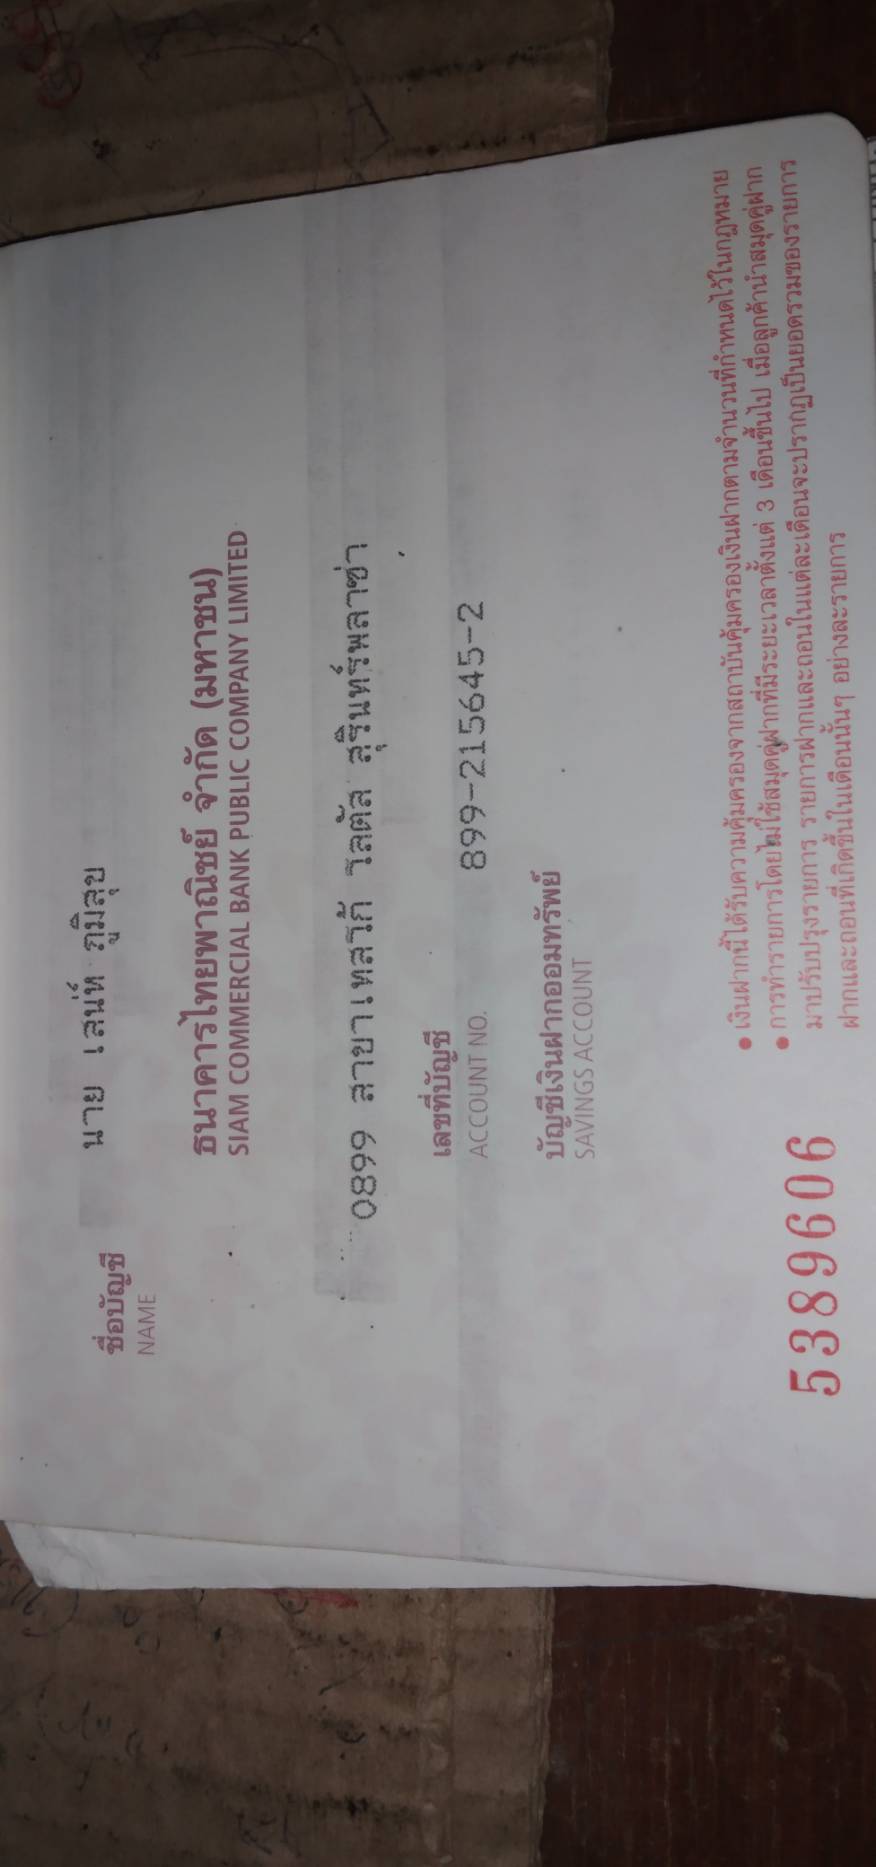 ชื่อบัญชี นาย เสน่ห์ ภูมิสุข
NAME
ธนาคารไทยพาณิชย์ จำกัด (มหาชน)
SIAM COMMERCIAL BANK PUBLIC COMPANY LIMITED
0899 สาขาเทสโก้ โลตัส สุรินทร์พลาซ่า
เลขที่บัญชี
ACCOUNT NO. 899-215645-2
บัญชีเงินฝากออมทรัพย์
SAVINGS ACCOUNT
• เงินฝากนี้ได้รับความคุ้มครองจากสถาบันคุ้มครองเงินฝากตามจำนวนที่กำหนดไว้ในกฎหมาย
• การทำรายการโดยไม่ใช้สมุดคู่ฝากที่มีระยะเวลาตั้งแต่ 3 เดือนขึ้นไป เมื่อลูกค้านำสมุดคู่ฝาก
มาปรับปรุงรายการ รายการฝากและถอนในแต่ละเดือนจะปรากฏเป็นยอดรวมของรายการ
ฝากและถอนที่เกิดขึ้นในเดือนนั้นๆ อย่างละรายการ
5389606